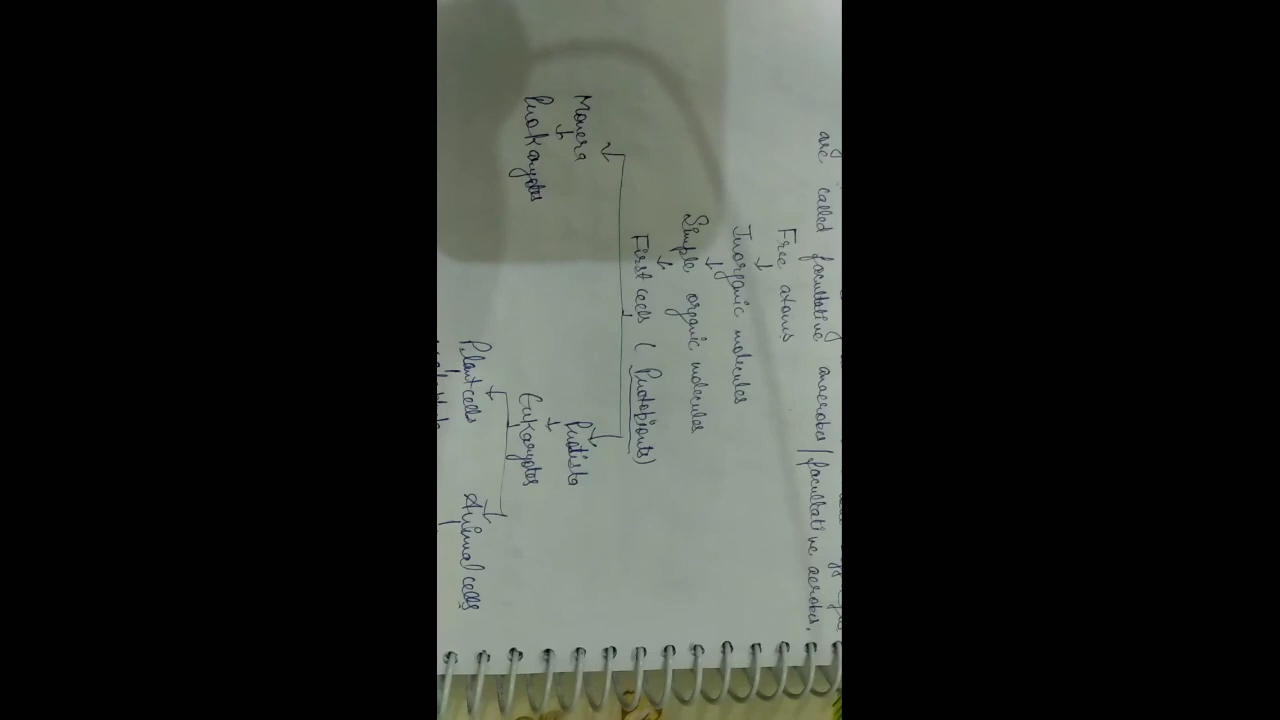 are called facultative anaerobes/facultative aerobes.
Free atoms
↓
Inorganic molecules
↓
Simple organic molecules
↓
First cells (Protobionts)
Monera Protista
↓ ↓
Prokaryotes Eukaryotes
Plant cells Animal cells